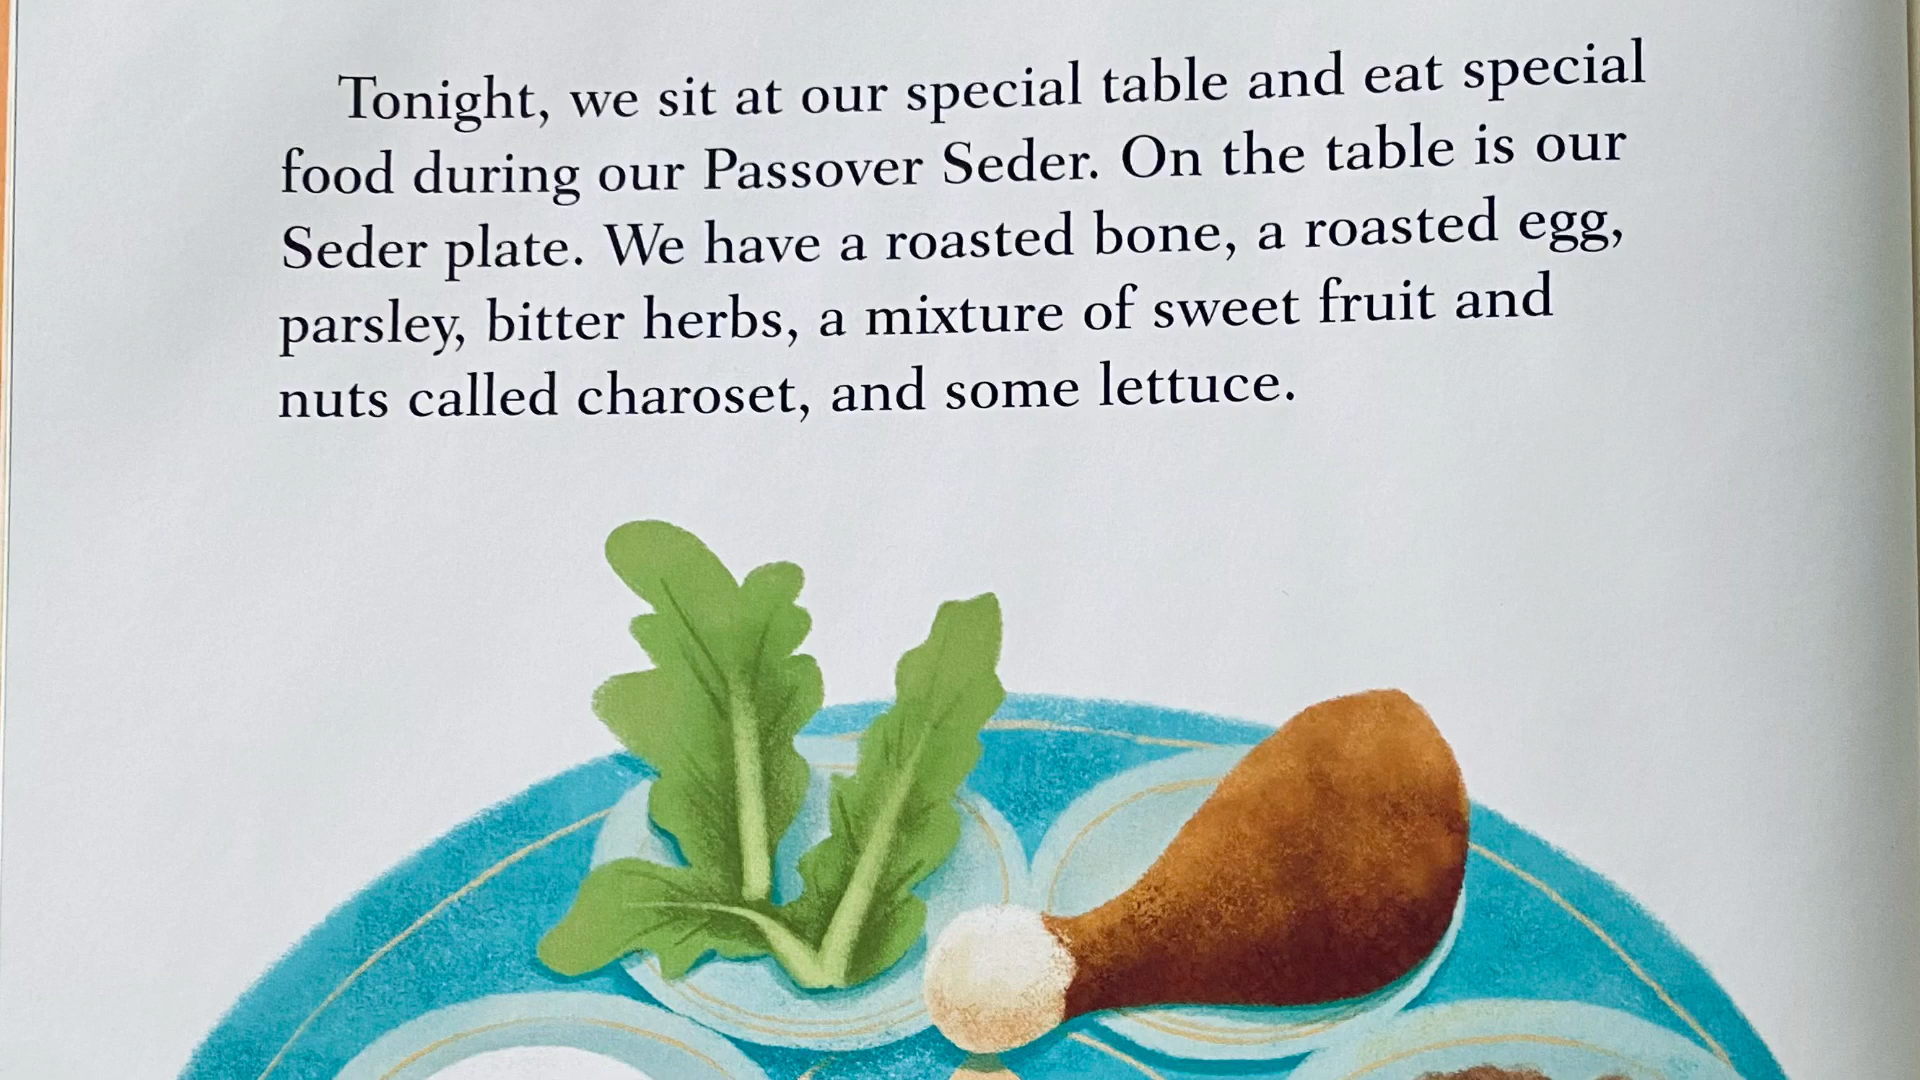 Tonight, we sit at our special table and eat special
food during our Passover Seder. On the table is our
Seder plate. We have a roasted bone, a roasted egg,
parsley, bitter herbs, a mixture of sweet fruit and
nuts called charoset, and some lettuce.